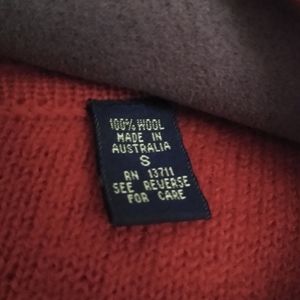 100% WOOL
MADE IN
AUSTRALIA
S
RN 13711
SEE REVERSE
FOR CARE